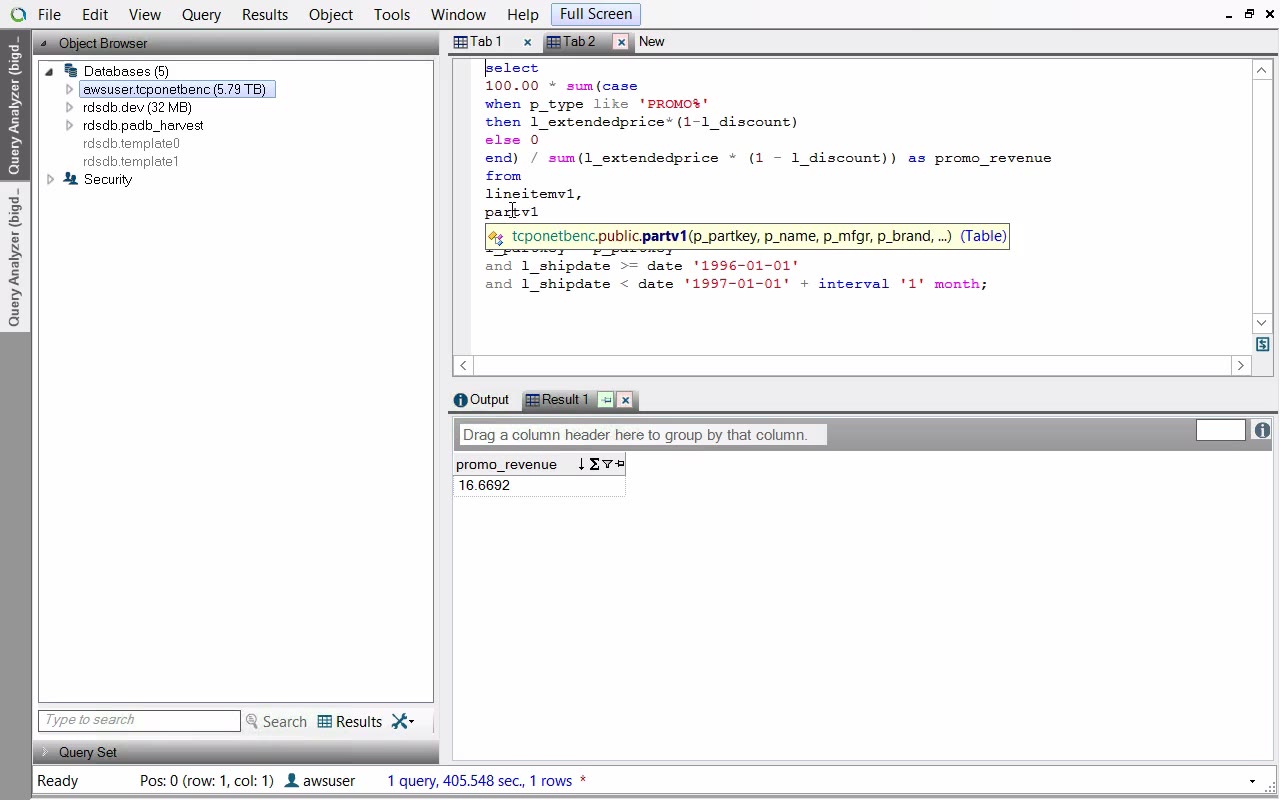 File Edit View Query Results Object Tools Window Help Full Screen
Query Analyzer (bigd...
Query Analyzer (bigd...
Object Browser
Databases (5)
awsuser.tcponetbenc (5.79 TB)
rdsdb.dev (32 MB)
rdsdb.padb_harvest
rdsdb.template0
rdsdb.template1
Security
Type to search Search Results
Query Set
Tab 1 Tab 2 New
select
100.00 * sum(case
when p_type like 'PROMO%'
then l_extendedprice*(1-l_discount)
else 0
end) / sum(l_extendedprice * (1 - l_discount)) as promo_revenue
from
lineitemv1,
partv1
tcponetbenc.public.partv1(p_partkey, p_name, p_mfgr, p_brand, ...) (Table)
and l_shipdate >= date '1996-01-01'
and l_shipdate < date '1997-01-01' + interval '1' month;
Output Result 1
Drag a column header here to group by that column.
promo_revenue
16.6692
Ready Pos: 0 (row: 1, col: 1) awsuser 1 query, 405.548 sec., 1 rows *